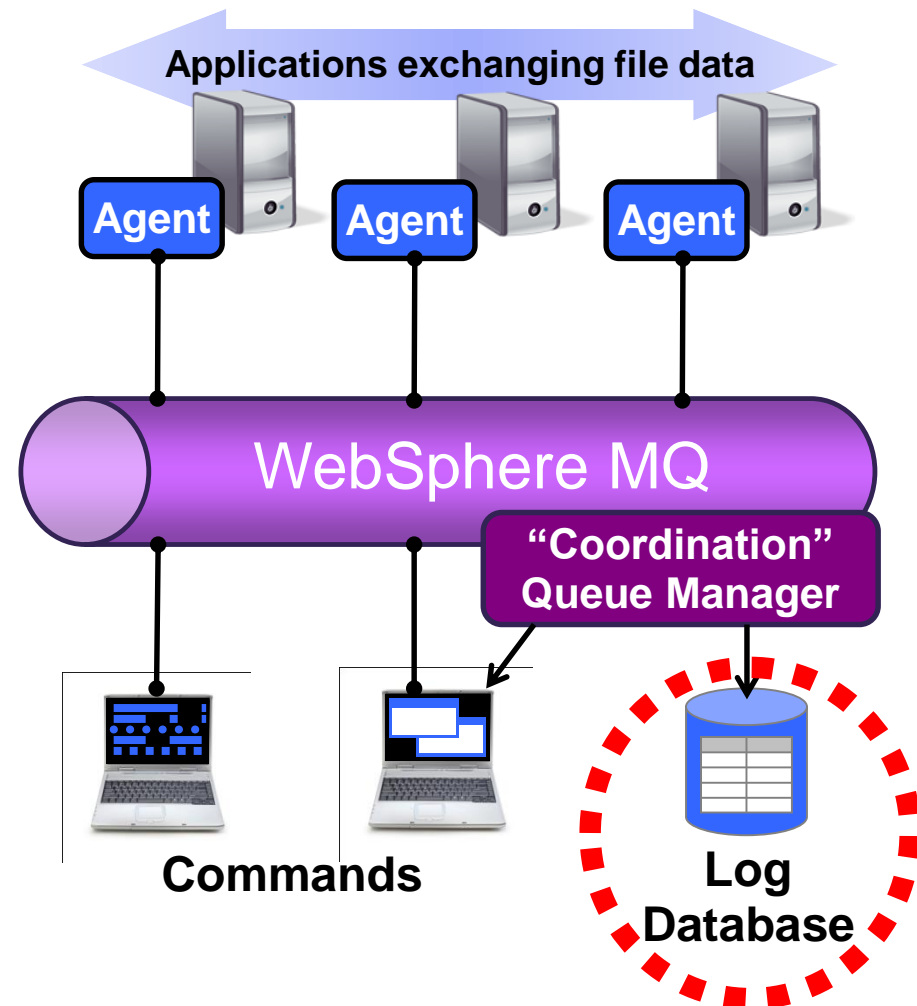 Applications exchanging file data
Agent
Agent
Agent
WebSphere MQ
“Coordination”
Queue Manager
Commands
Log
Database